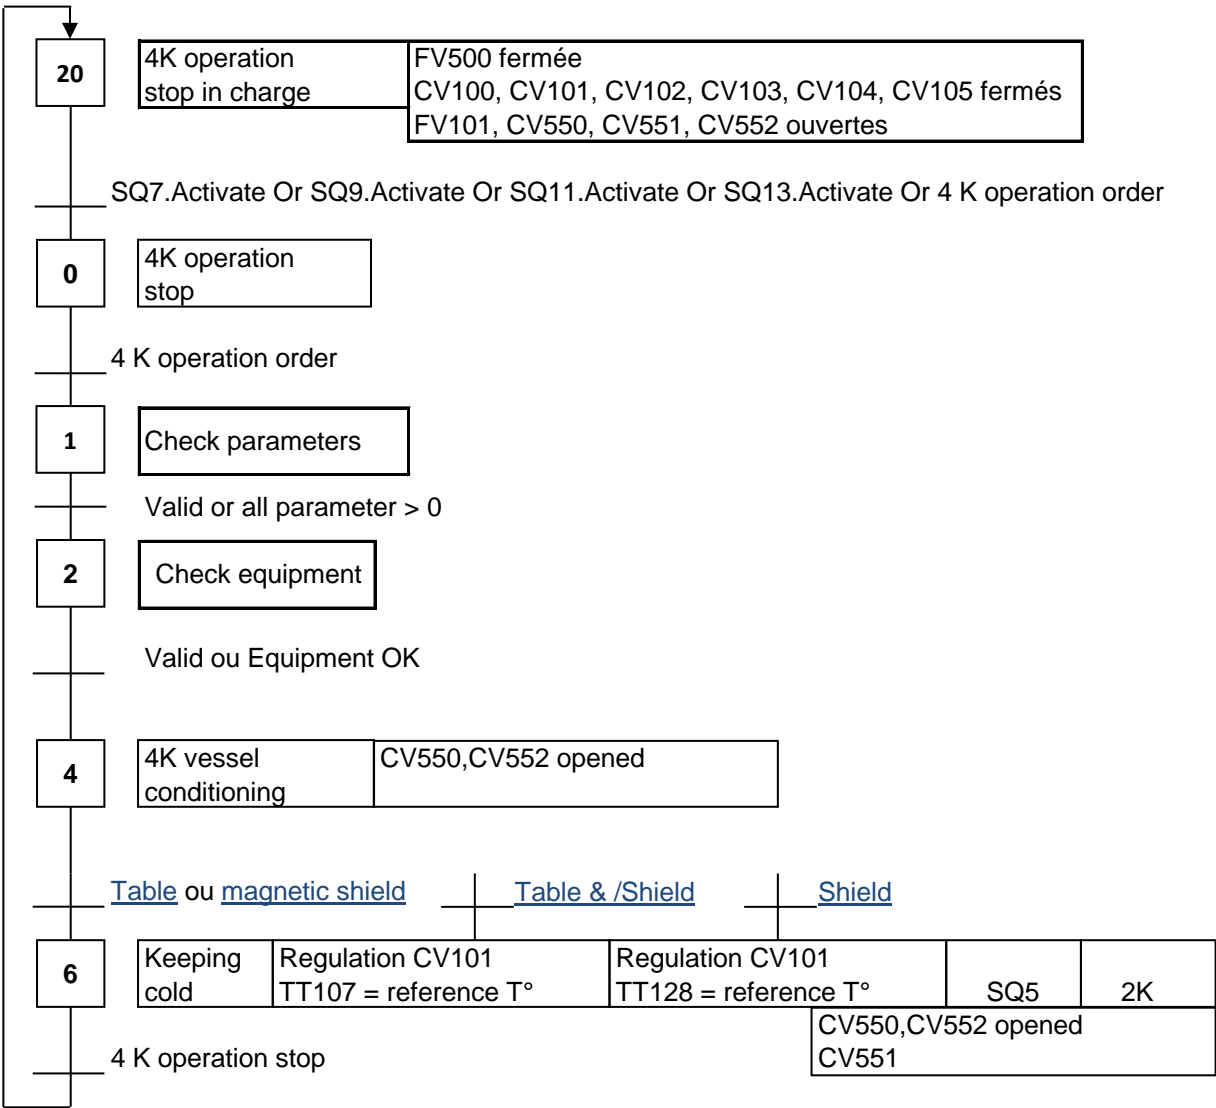 20
4K operation
stop in charge
FV500 fermée
CV100, CV101, CV102, CV103, CV104, CV105 fermés
FV101, CV550, CV551, CV552 ouvertes
SQ7.Activate Or SQ9.Activate Or SQ11.Activate Or SQ13.Activate Or 4 K operation order
0
4K operation
stop
4 K operation order
1
Check parameters
Valid or all parameter > 0
2
Check equipment
Valid ou Equipment OK
4
4K vessel
conditioning
CV550,CV552 opened
Table ou magnetic shield
Table & /Shield
Shield
6
Keeping
cold
Regulation CV101
TT107 = reference T°
Regulation CV101
TT128 = reference T°
SQ5
2K
CV550,CV552 opened
CV551
4 K operation stop